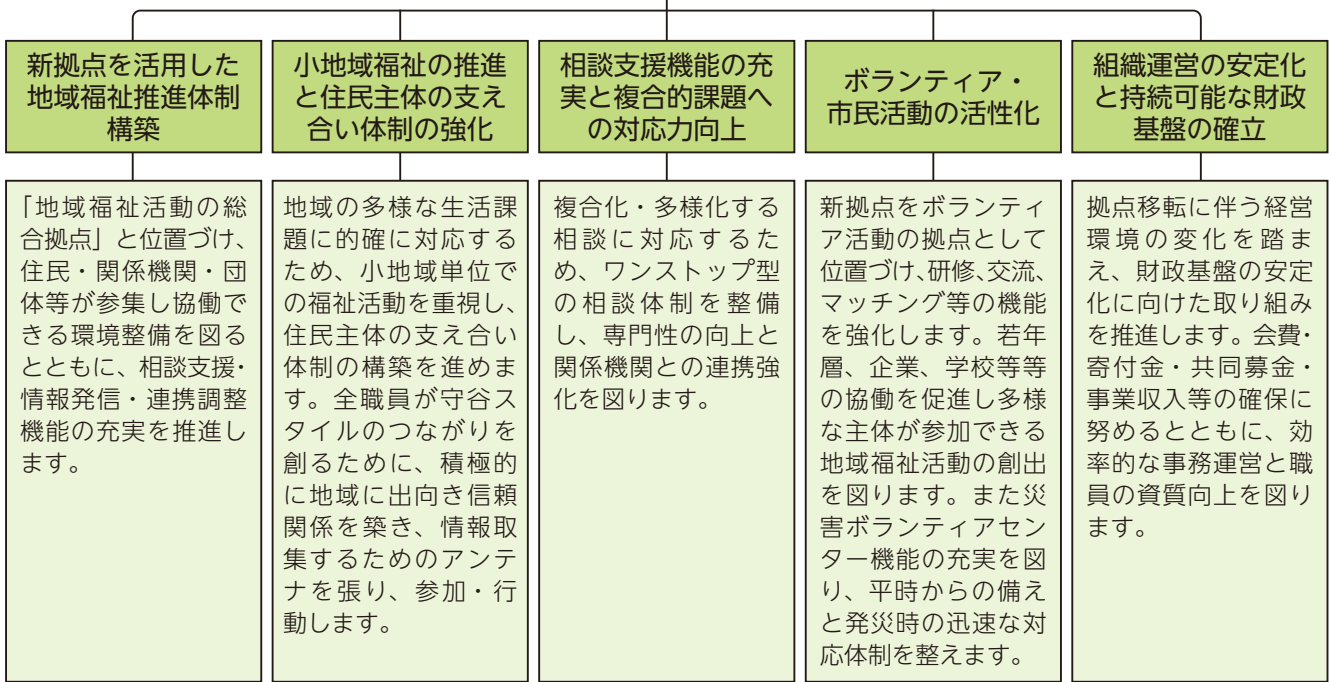 新拠点を活用した
地域福祉推進体制
構築
「地域福祉活動の総
合拠点」と位置づけ、
住民・関係機関・団
体等が参集し協働で
きる環境整備を図る
とともに、相談支援・
情報発信・連携調整
機能の充実を推進し
ます。
小地域福祉の推進
と住民主体の支え
合い体制の強化
地域の多様な生活課
題に的確に対応する
ため、小地域単位で
の福祉活動を重視し、
住民主体の支え合い
体制の構築を進めま
す。全職員が守谷ス
タイルのつながりを
創るために、積極的
に地域に出向き信頼
関係を築き、情報取
集するためのアンテ
ナを張り、参加・行
動します。
相談支援機能の充
実と複合的課題へ
の対応力向上
複合化・多様化する
相談に対応するた
め、ワンストップ型
の相談体制を整備
し、専門性の向上と
関係機関との連携強
化を図ります。
ボランティア・
市民活動の活性化
新拠点をボランティ
ア活動の拠点として
位置づけ、研修、交流、
マッチング等の機能
を強化します。若年
層、企業、学校等等
の協働を促進し多様
な主体が参加できる
地域福祉活動の創出
を図ります。また災
害ボランティアセン
ター機能の充実を図
り、平時からの備え
と発災時の迅速な対
応体制を整えます。
組織運営の安定化
と持続可能な財政
基盤の確立
拠点移転に伴う経営
環境の変化を踏ま
え、財政基盤の安定
化に向けた取り組み
を推進します。会費・
寄付金・共同募金・
事業収入等の確保に
努めるとともに、効
率的な事務運営と職
員の資質向上を図り
ます。